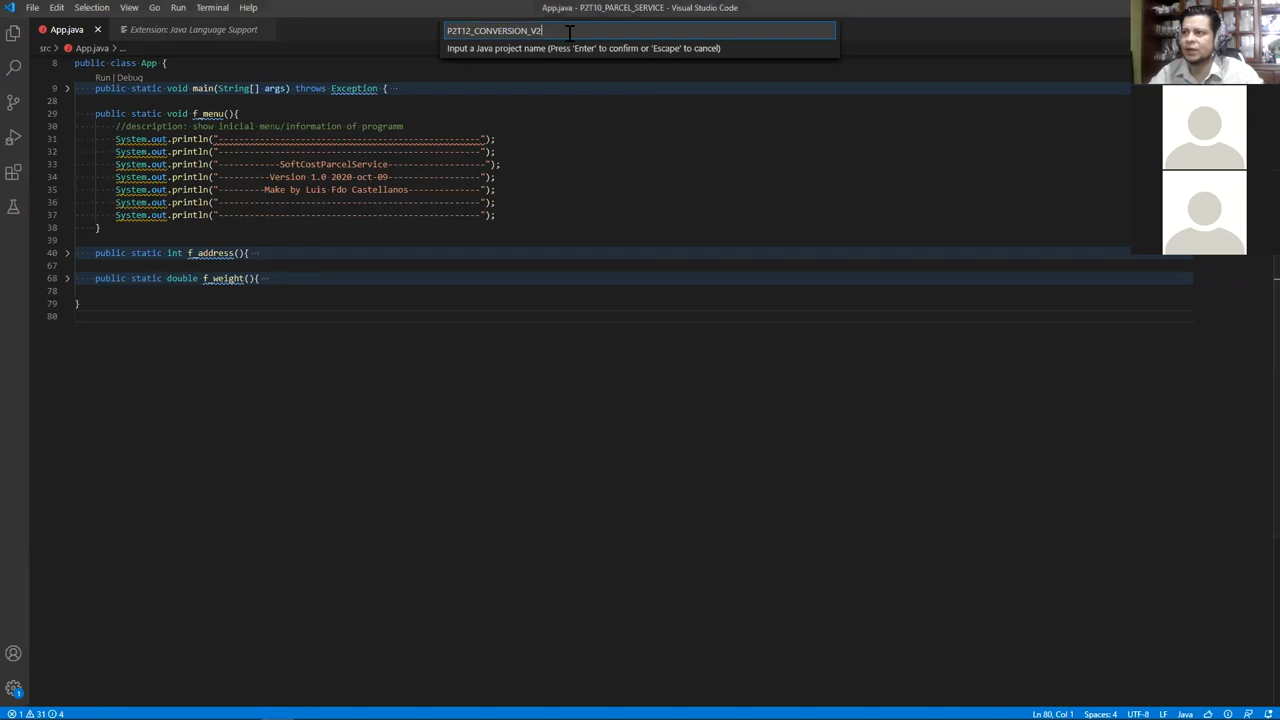 File Edit Selection View Go Run Terminal Help
App.java - P2T10_PARCEL_SERVICE - Visual Studio Code
App.java Extension: Java Language Support
P2T12_CONVERSION_V2
Input a Java project name (Press 'Enter' to confirm or 'Escape' to cancel)
src > App.java > ...
8 public class App {
Run | Debug
9 public static void main(String[] args) throws Exception { ...
28
29 public static void f_menu(){
30 //description: show inicial menu/information of programm
31 System.out.println("---------------------------------------------------");
32 System.out.println("---------------------------------------------------");
33 System.out.println("------------SoftCostParcelService-------------------");
34 System.out.println("----------Version 1.0 2020-oct-09------------------");
35 System.out.println("---------Make by Luis Fdo Castellanos--------------");
36 System.out.println("---------------------------------------------------");
37 System.out.println("---------------------------------------------------");
38 }
39
40 public static int f_address(){ ...
67
68 public static double f_weight(){ ...
78
79 }
80
1 31 4
Ln 80, Col 1 Spaces: 4 UTF-8 LF Java
1